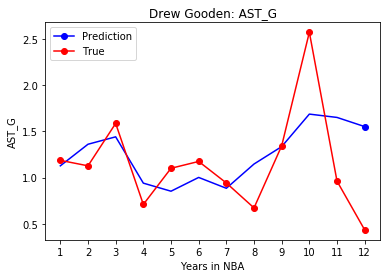 Drew Gooden: AST_G
Prediction
True
AST_G
2.5
2.0
1.5
1.0
0.5
1 2 3 4 5 6 7 8 9 10 11 12
Years in NBA